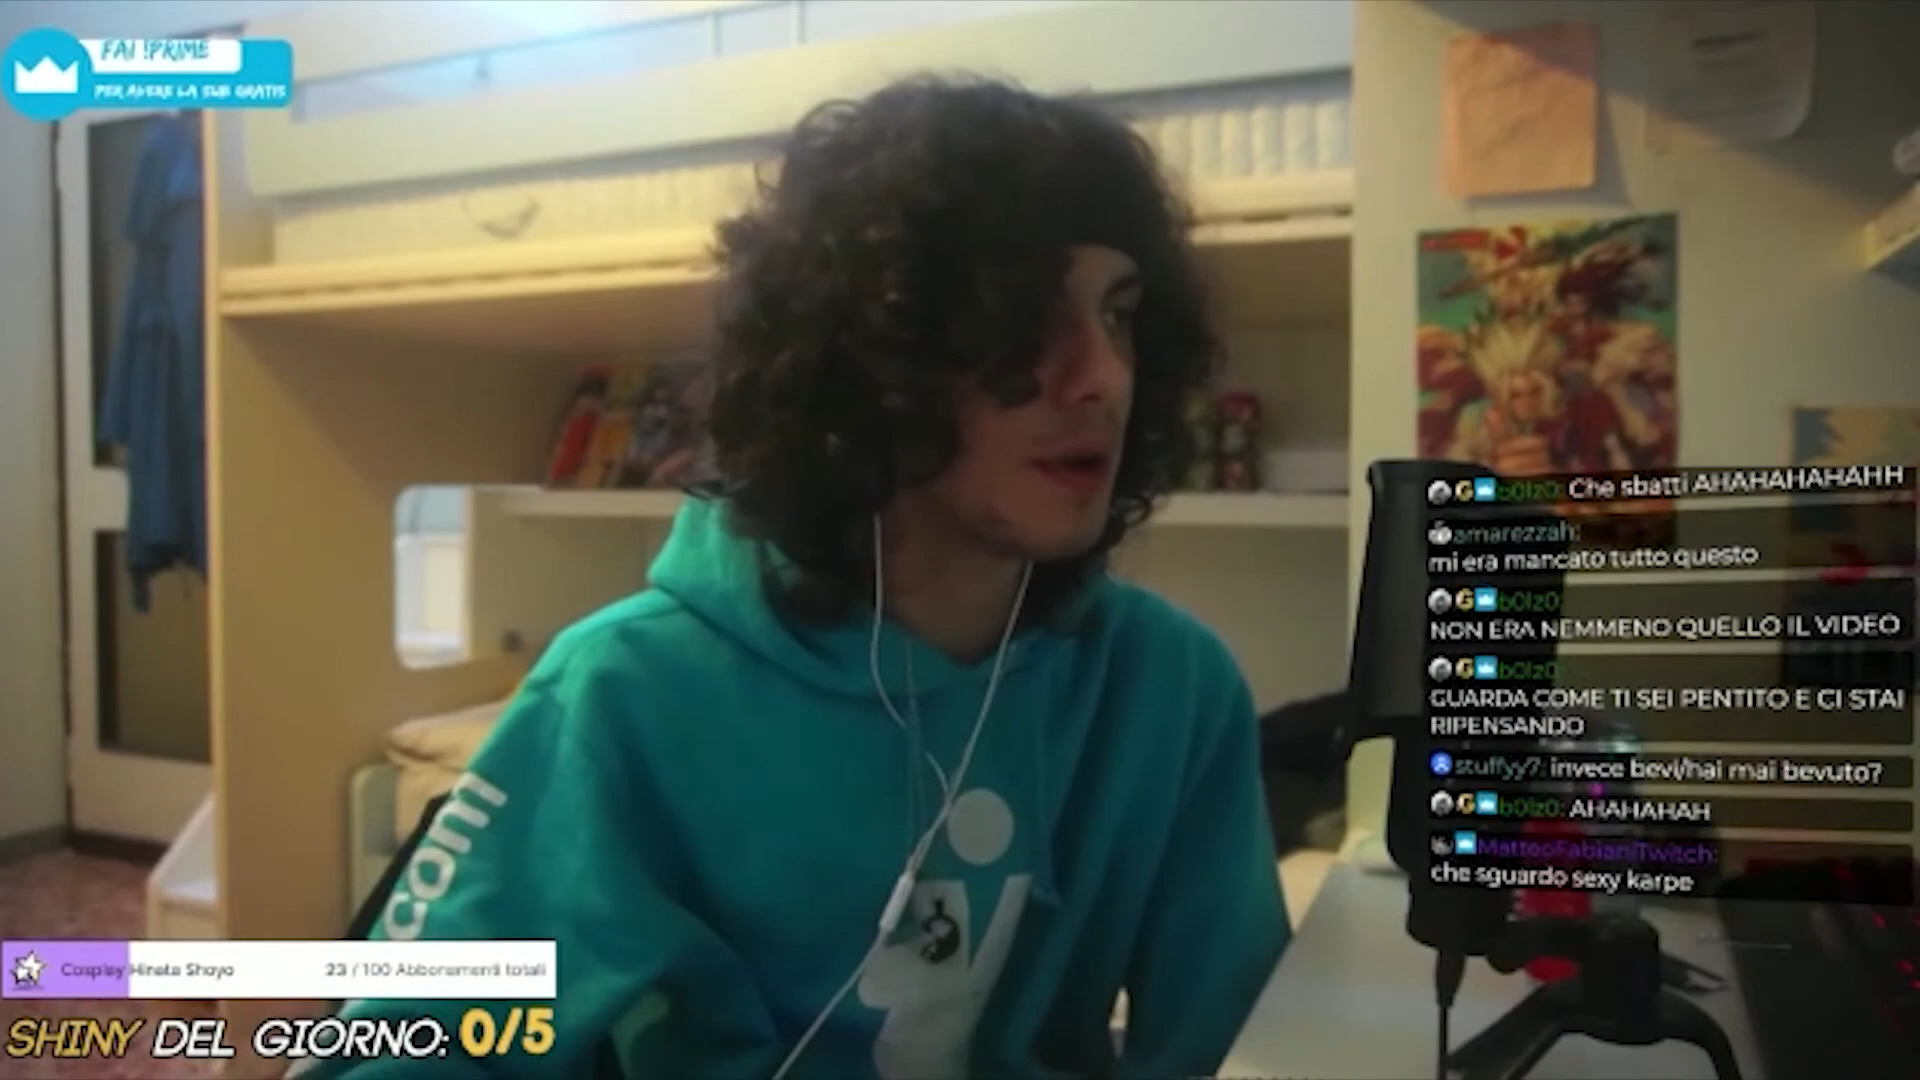 FAI !PRIME
PER AVERE LA SUB GRATIS
b0lz0: Che sbatti AHAHAHAHAHH
amarezzah:
mi era mancato tutto questo
b0lz0:
NON ERA NEMMENO QUELLO IL VIDEO
b0lz0:
GUARDA COME TI SEI PENTITO E CI STAI
RIPENSANDO
stuffyy7: invece bevi/hai mai bevuto?
b0lz0: AHAHAHAH
MatteoFabianiTwitch:
che sguardo sexy karpe
.com
Cosplay Hinata Shoyo 23 / 100 Abbonamenti totali
SHINY DEL GIORNO: 0/5